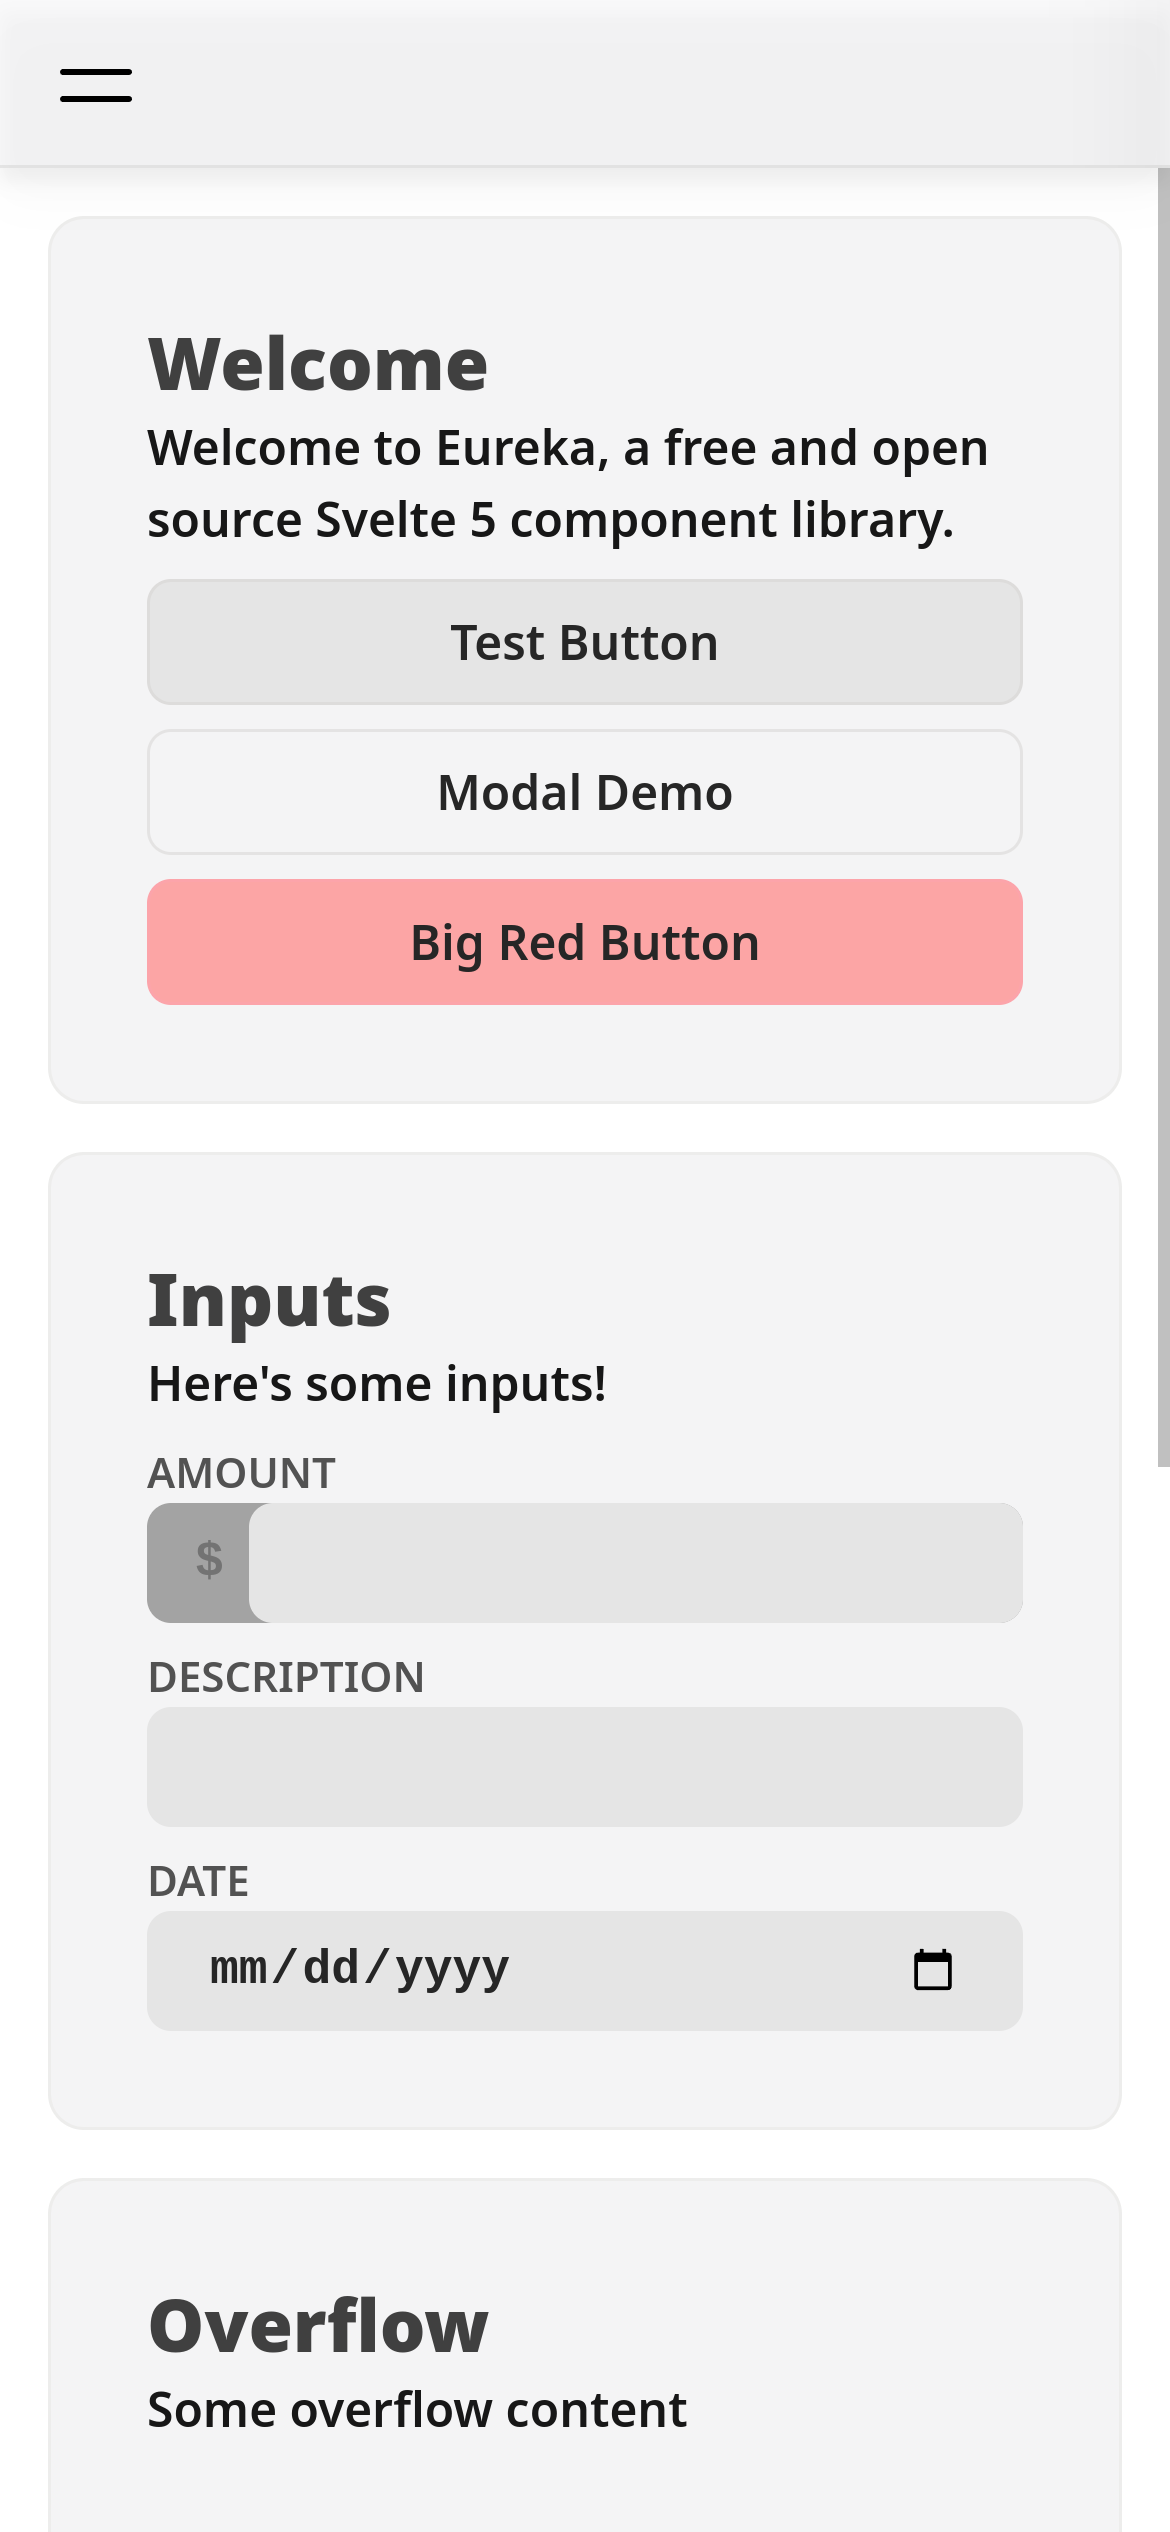 Welcome
Welcome to Eureka, a free and open
source Svelte 5 component library.
Test Button
Modal Demo
Big Red Button
Inputs
Here's some inputs!
AMOUNT
$
DESCRIPTION
DATE
mm/dd/yyyy
Overflow
Some overflow content